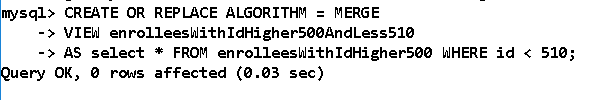 mysql> CREATE OR REPLACE ALGORITHM = MERGE
-> VIEW enrolleesWithIdHigher500AndLess510
-> AS select * FROM enrolleesWithIdHigher500 WHERE id < 510;
Query OK, 0 rows affected (0.03 sec)